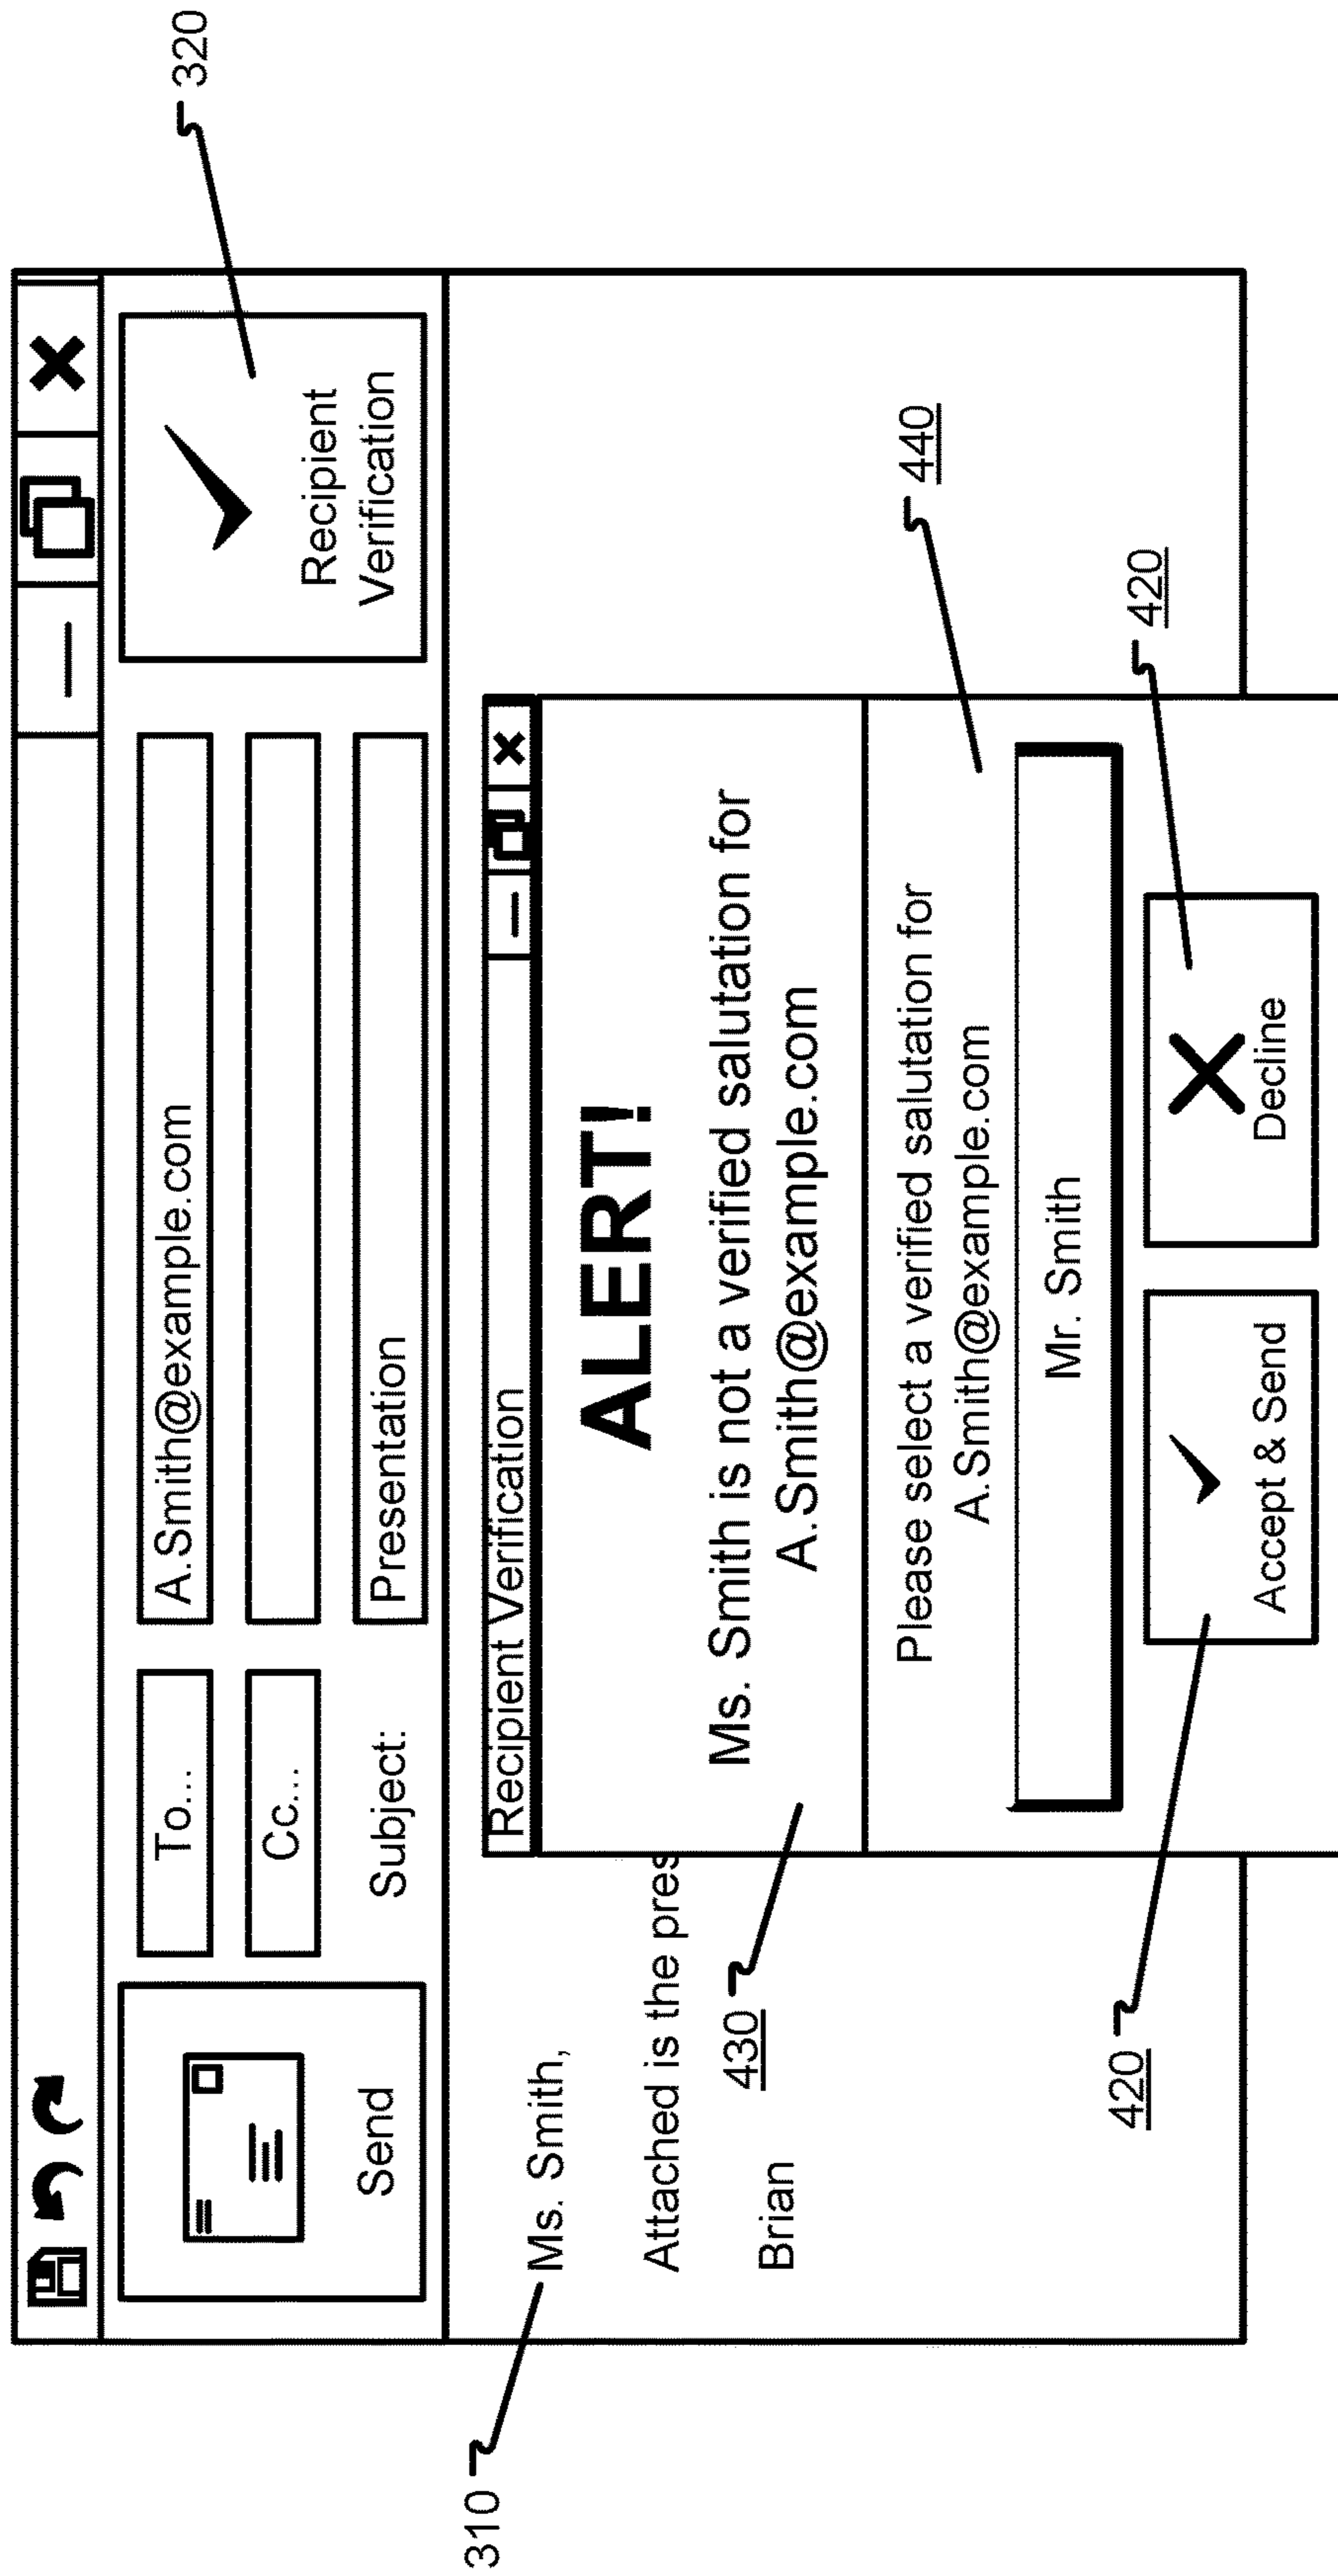 320
Send
To...
A.Smith@example.com
Cc...
Subject:
Presentation
Recipient
Verification
310
Ms. Smith,
Attached is the pres
Brian
Recipient Verification
ALERT!
Ms. Smith is not a verified salutation for
A.Smith@example.com
430
440
Please select a verified salutation for
A.Smith@example.com
Mr. Smith
420
Accept & Send
Decline
420